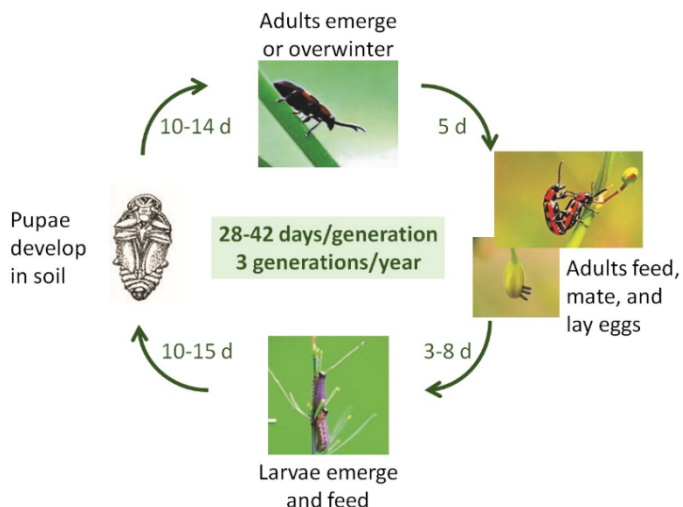 Adults emerge
or overwinter
10-14 d
5 d
Pupae
develop
in soil
28-42 days/generation
3 generations/year
Adults feed,
mate, and
lay eggs
10-15 d
3-8 d
Larvae emerge
and feed